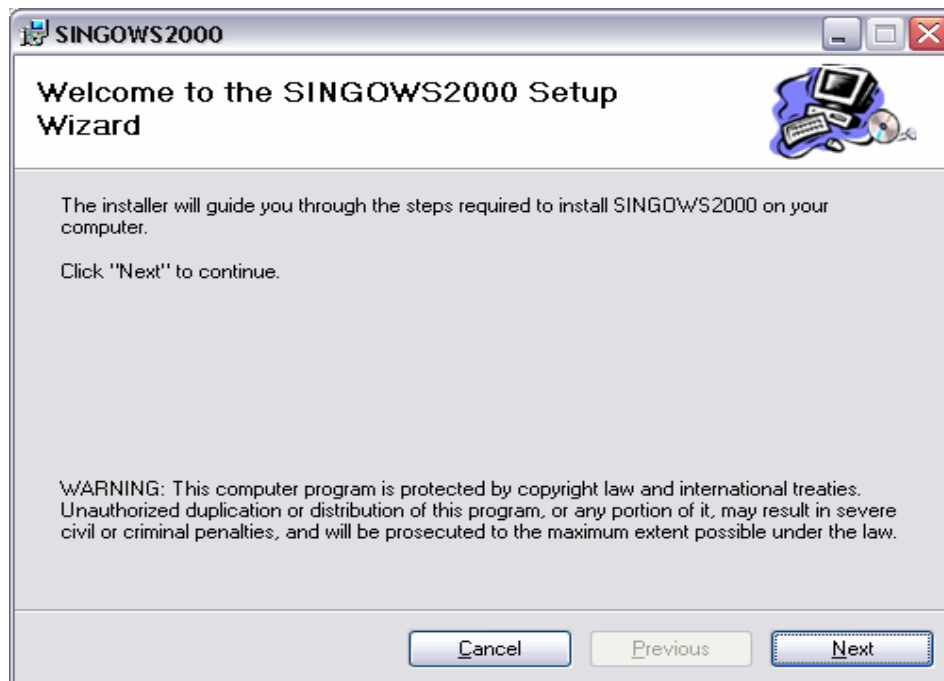 SINGOWS2000
Welcome to the SINGOWS2000 Setup
Wizard
The installer will guide you through the steps required to install SINGOWS2000 on your
computer.
Click "Next" to continue.
WARNING: This computer program is protected by copyright law and international treaties.
Unauthorized duplication or distribution of this program, or any portion of it, may result in severe
civil or criminal penalties, and will be prosecuted to the maximum extent possible under the law.
Cancel Previous Next